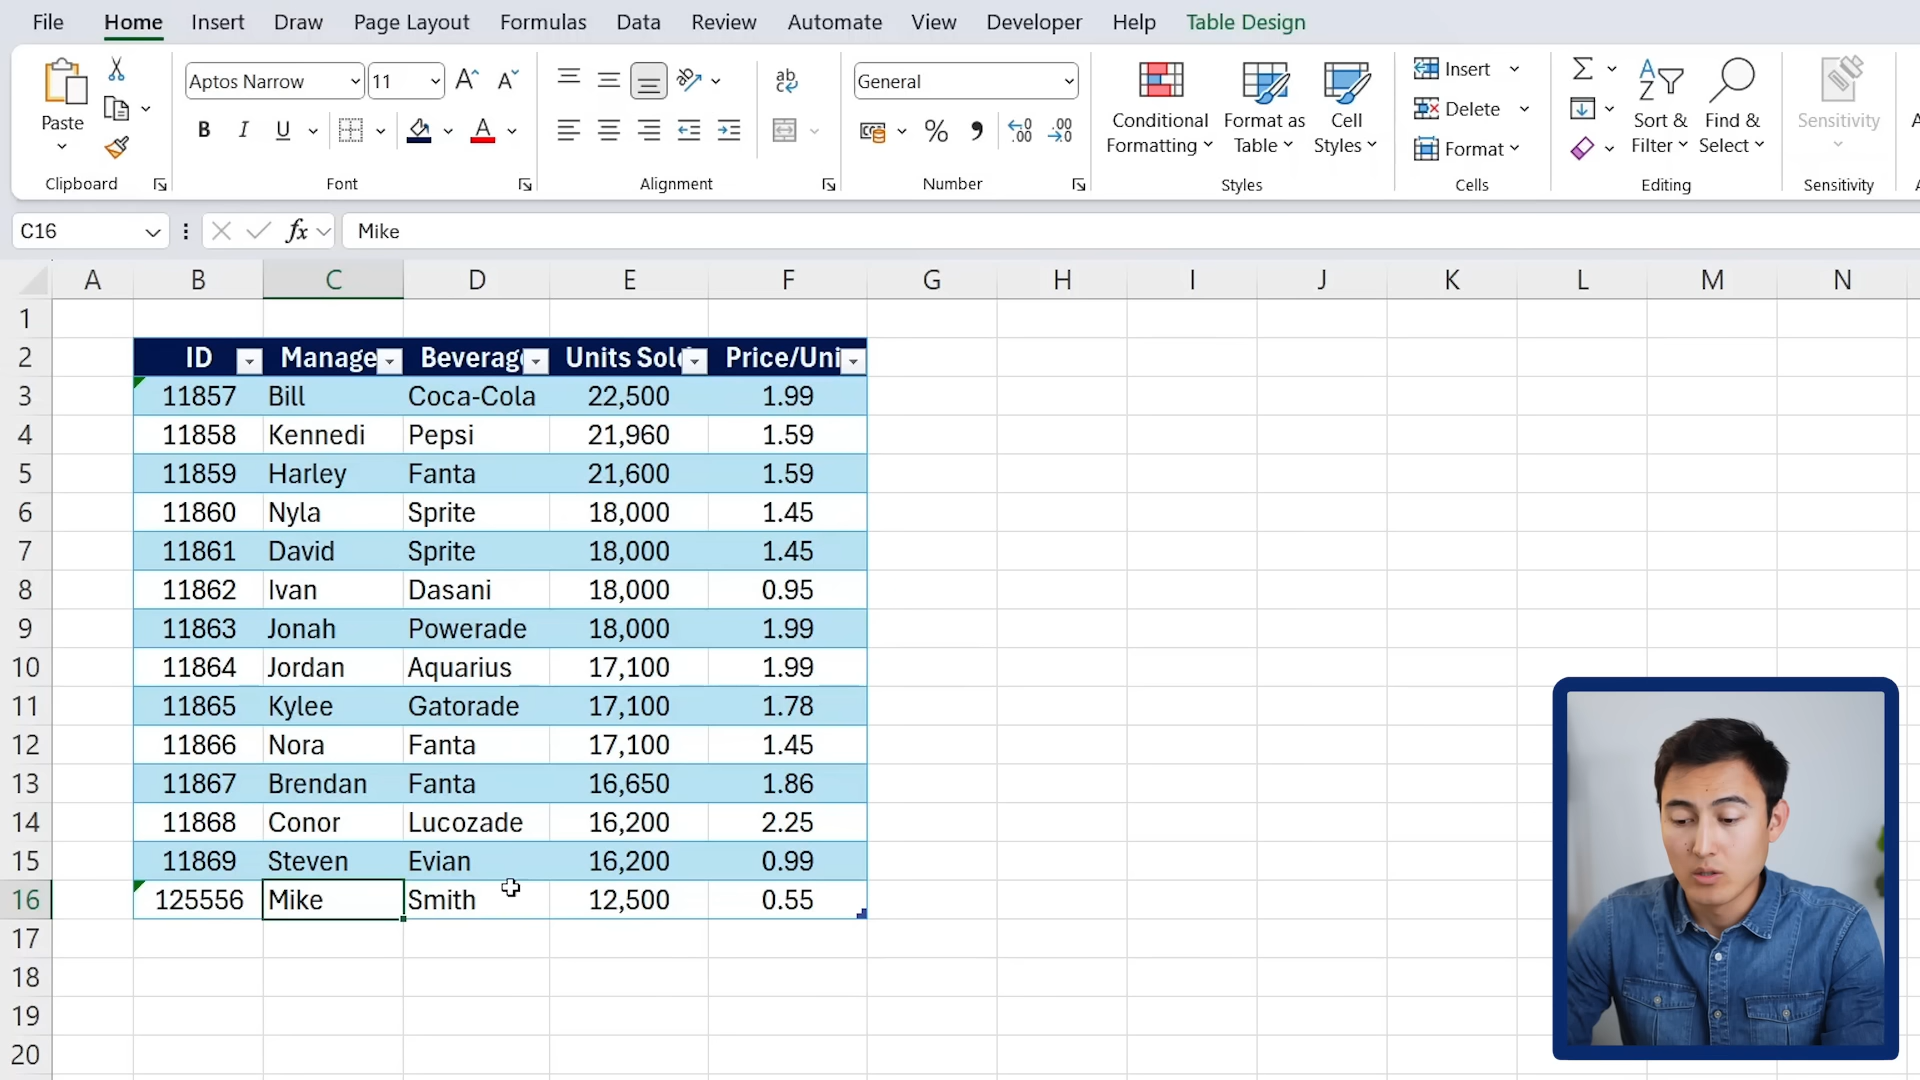 File Home Insert Draw Page Layout Formulas Data Review View Automate Developer Help Table Design
Paste
Clipboard
Aptos Narrow 11
B I U
Font
Alignment
General
Number
Conditional Formatting
Format as Table
Cell Styles
Styles
Insert
Delete
Format
Cells
Sort & Filter
Find & Select
Editing
Sensitivity
Sensitivity
C16 fx Mike
A B C D E F G H I J K L M N
1
2 ID Manage Beverag Units Sol Price/Uni
3 11857 Bill Coca-Cola 22,500 1.99
4 11858 Kennedi Pepsi 21,960 1.59
5 11859 Harley Fanta 21,600 1.59
6 11860 Nyla Sprite 18,000 1.45
7 11861 David Sprite 18,000 1.45
8 11862 Ivan Dasani 18,000 0.95
9 11863 Jonah Powerade 18,000 1.99
10 11864 Jordan Aquarius 17,100 1.99
11 11865 Kylee Gatorade 17,100 1.78
12 11866 Nora Fanta 17,100 1.45
13 11867 Brendan Fanta 16,650 1.86
14 11868 Conor Lucozade 16,200 2.25
15 11869 Steven Evian 16,200 0.99
16 125556 Mike Smith 12,500 0.55
17
18
19
20